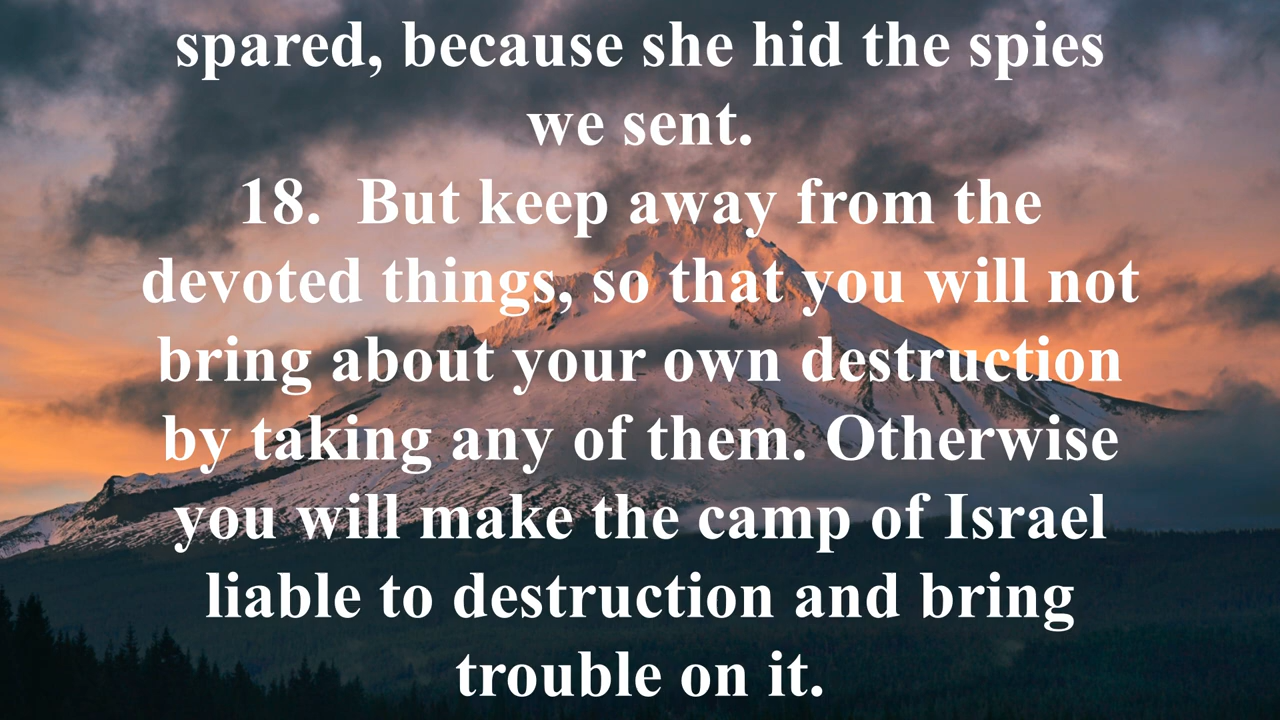 spared, because she hid the spies
we sent.
18.  But keep away from the
devoted things, so that you will not
bring about your own destruction
by taking any of them. Otherwise
you will make the camp of Israel
liable to destruction and bring
trouble on it.